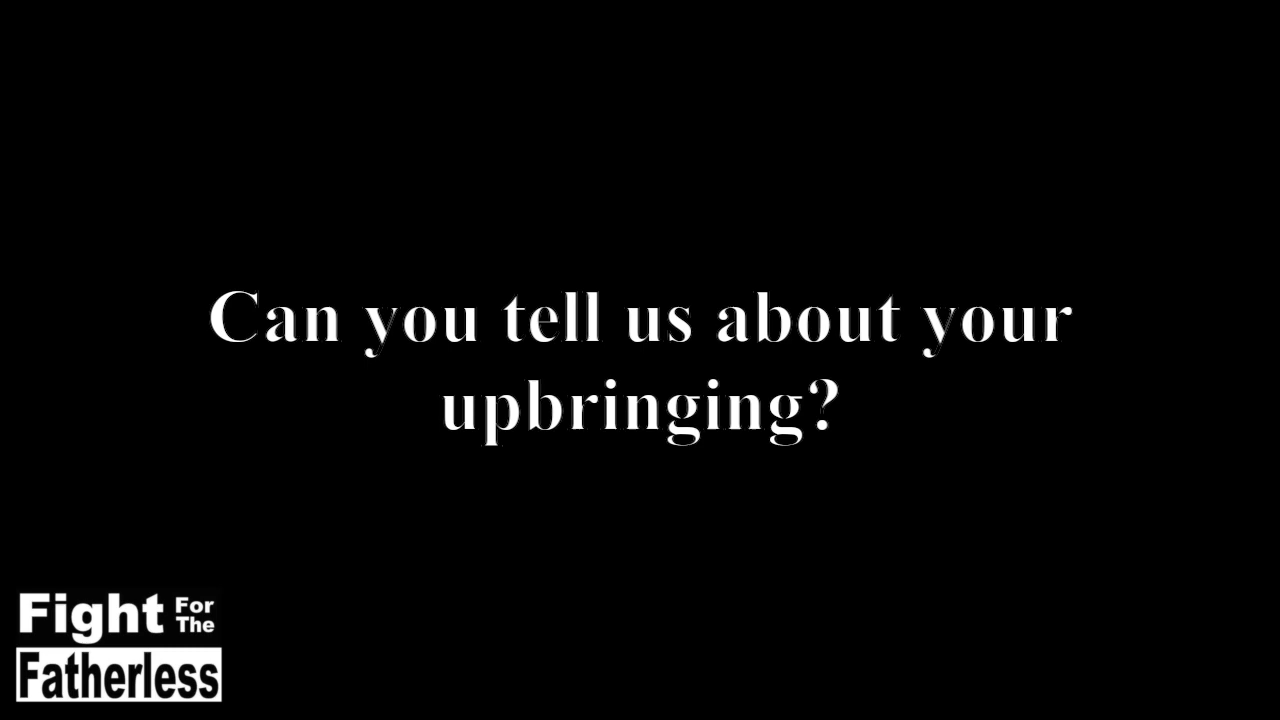 Can you tell us about your
upbringing?
Fight For
The
Fatherless